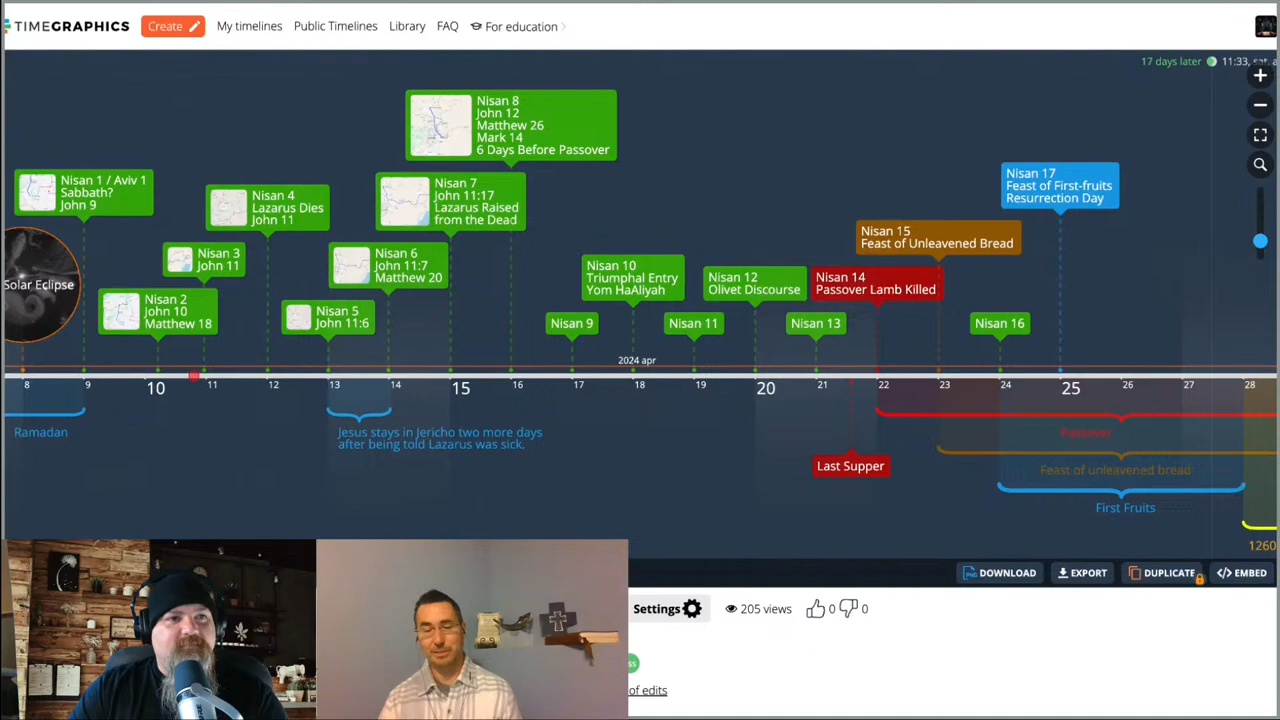 TIMEGRAPHICS
Create
My timelines
Public Timelines
Library
FAQ
For education
17 days later
11:33, sat, a
Nisan 8
John 12
Matthew 26
Mark 14
6 Days Before Passover
Nisan 1 / Aviv 1
Sabbath?
John 9
Nisan 4
Lazarus Dies
John 11
Nisan 7
John 11:17
Lazarus Raised
from the Dead
Nisan 17
Feast of First-fruits
Resurrection Day
Nisan 3
John 11
Nisan 6
John 11:7
Matthew 20
Nisan 15
Feast of Unleavened Bread
Solar Eclipse
Nisan 2
John 10
Matthew 18
Nisan 5
John 11:6
Nisan 10
Triumphal Entry
Yom HaAliyah
Nisan 12
Olivet Discourse
Nisan 14
Passover Lamb Killed
Nisan 9
Nisan 11
Nisan 13
Nisan 16
2024 apr
8
9
10
11
12
13
14
15
16
17
18
19
20
21
22
23
24
25
26
27
28
Ramadan
Jesus stays in Jericho two more days
after being told Lazarus was sick.
Passover
Last Supper
Feast of unleavened bread
First Fruits
1260
DOWNLOAD
EXPORT
DUPLICATE
</> EMBED
Settings
205 views
0
0
ss
of edits